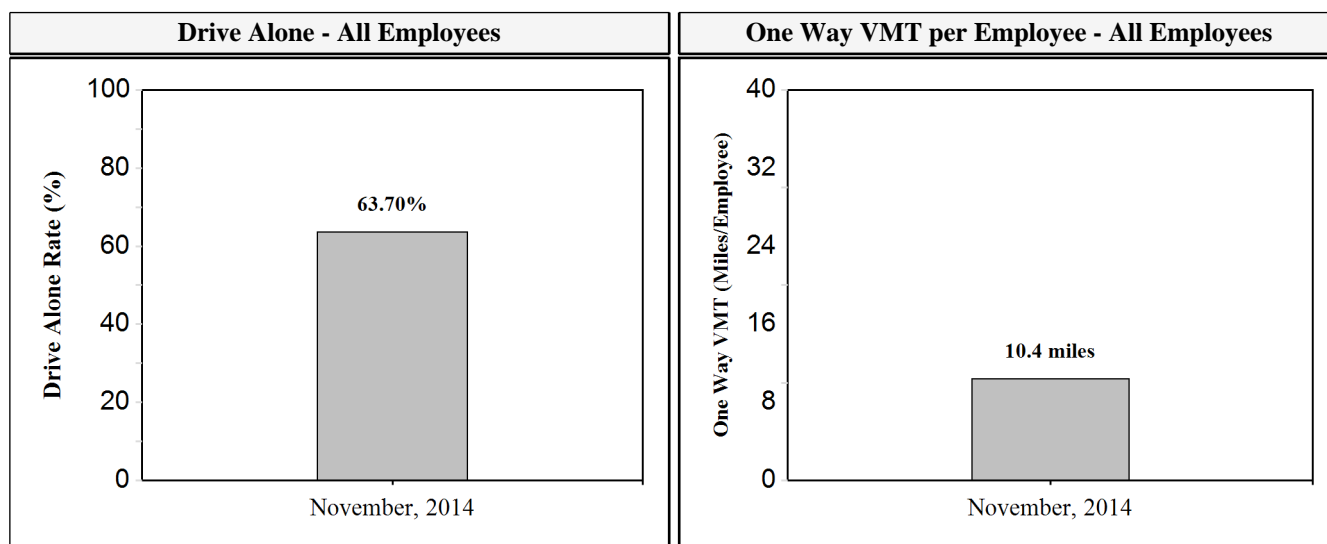 Drive Alone - All Employees
Drive Alone Rate (%)
100
80
60
40
20
0
63.70%
November, 2014
One Way VMT per Employee - All Employees
One Way VMT (Miles/Employee)
40
32
24
16
8
0
10.4 miles
November, 2014